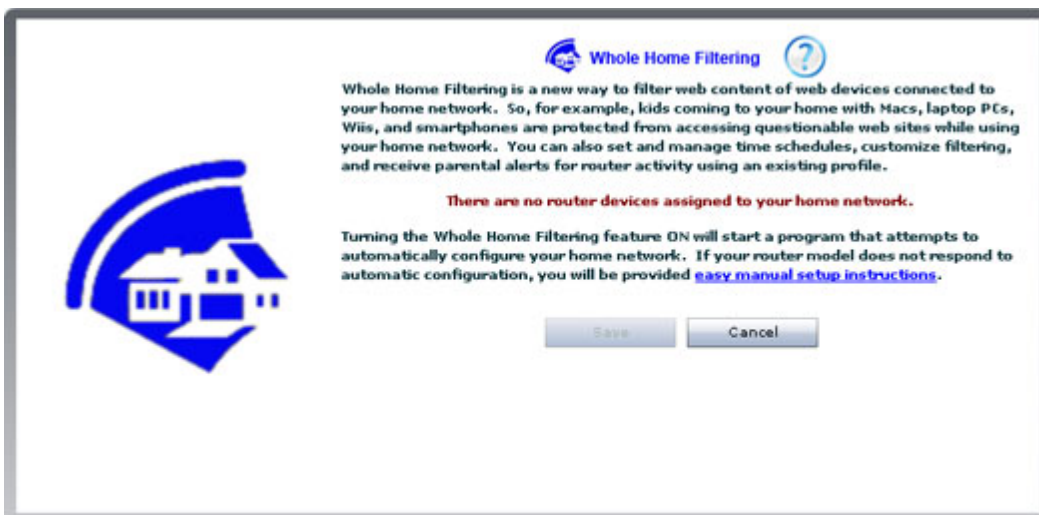 Whole Home Filtering ?
Whole Home Filtering is a new way to filter web content of web devices connected to
your home network. So, for example, kids coming to your home with Macs, laptop PCs,
Wiis, and smartphones are protected from accessing questionable web sites while using
your home network. You can also set and manage time schedules, customize filtering,
and receive parental alerts for router activity using an existing profile.
There are no router devices assigned to your home network.
Turning the Whole Home Filtering feature ON will start a program that attempts to
automatically configure your home network. If your router model does not respond to
automatic configuration, you will be provided easy manual setup instructions.
Save Cancel